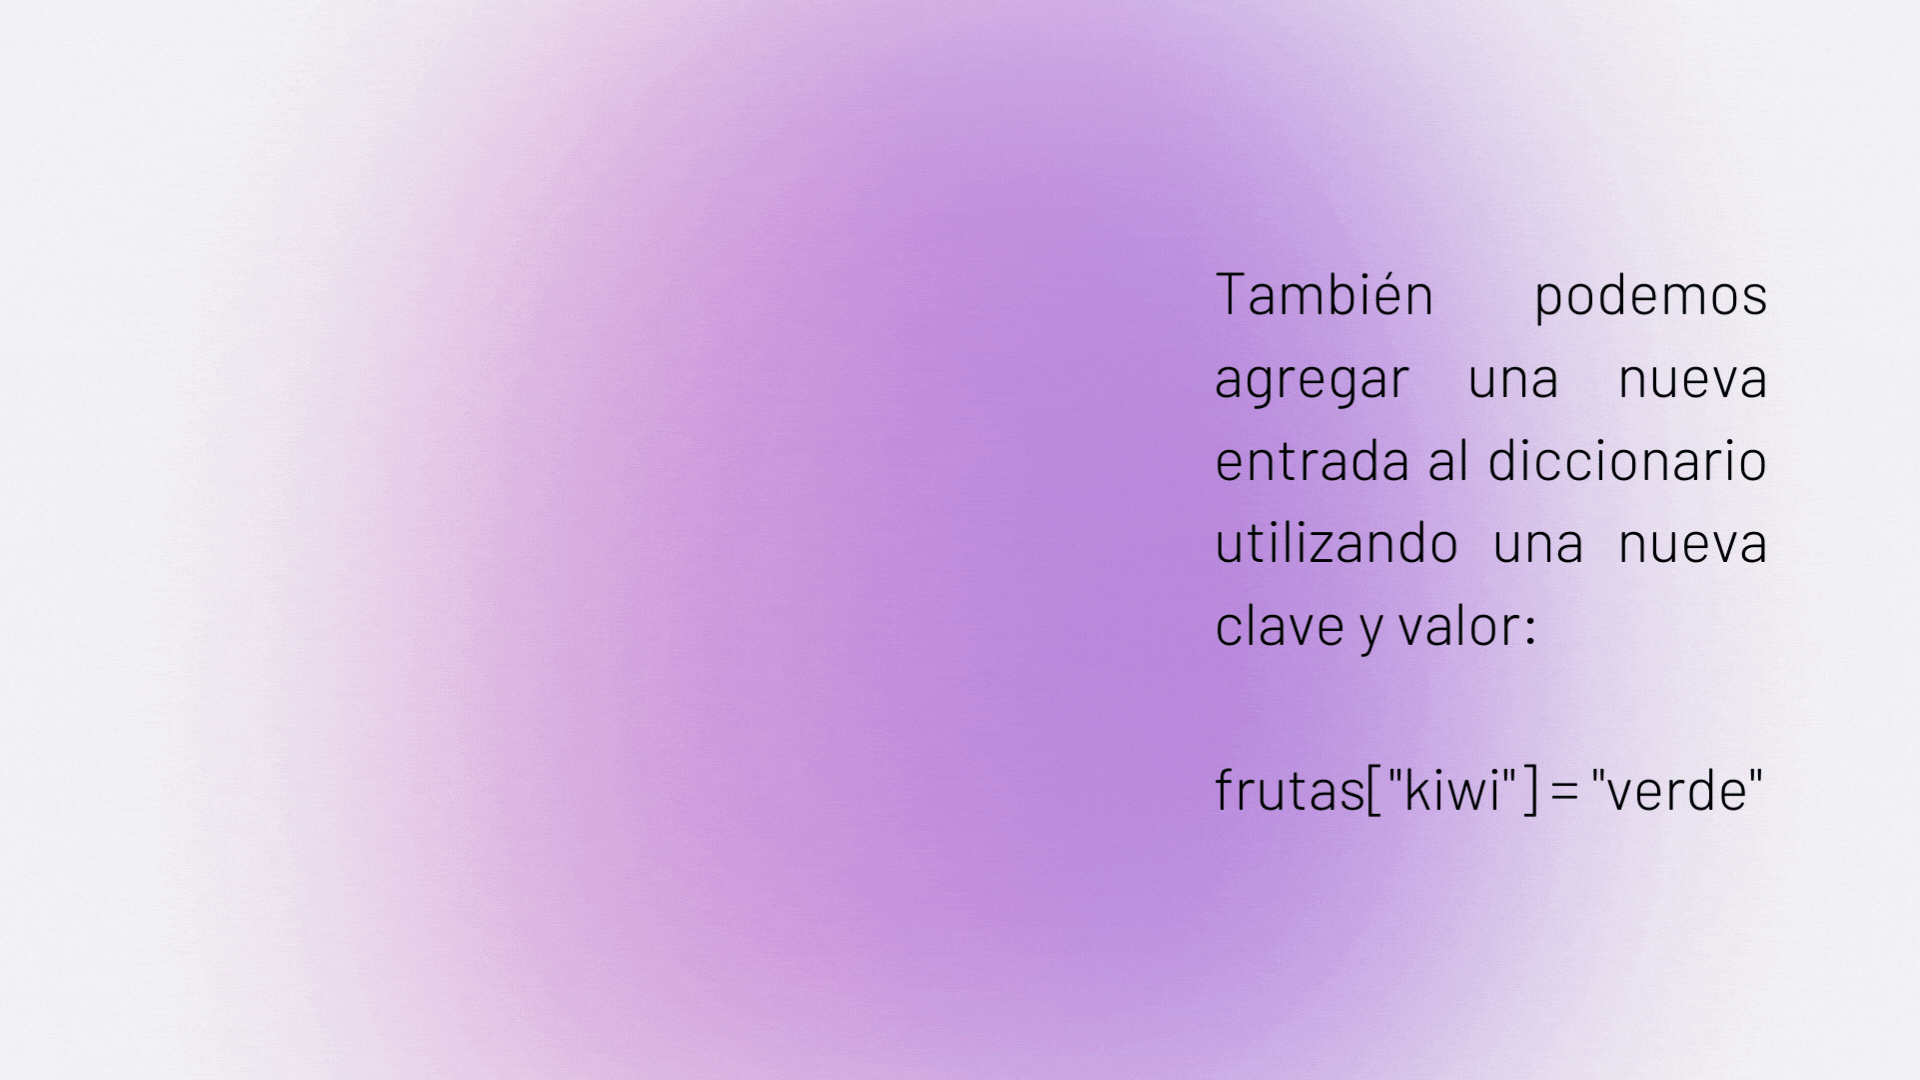 También podemos
agregar una nueva
entrada al diccionario
utilizando una nueva
clave y valor:
frutas["kiwi"] = "verde"